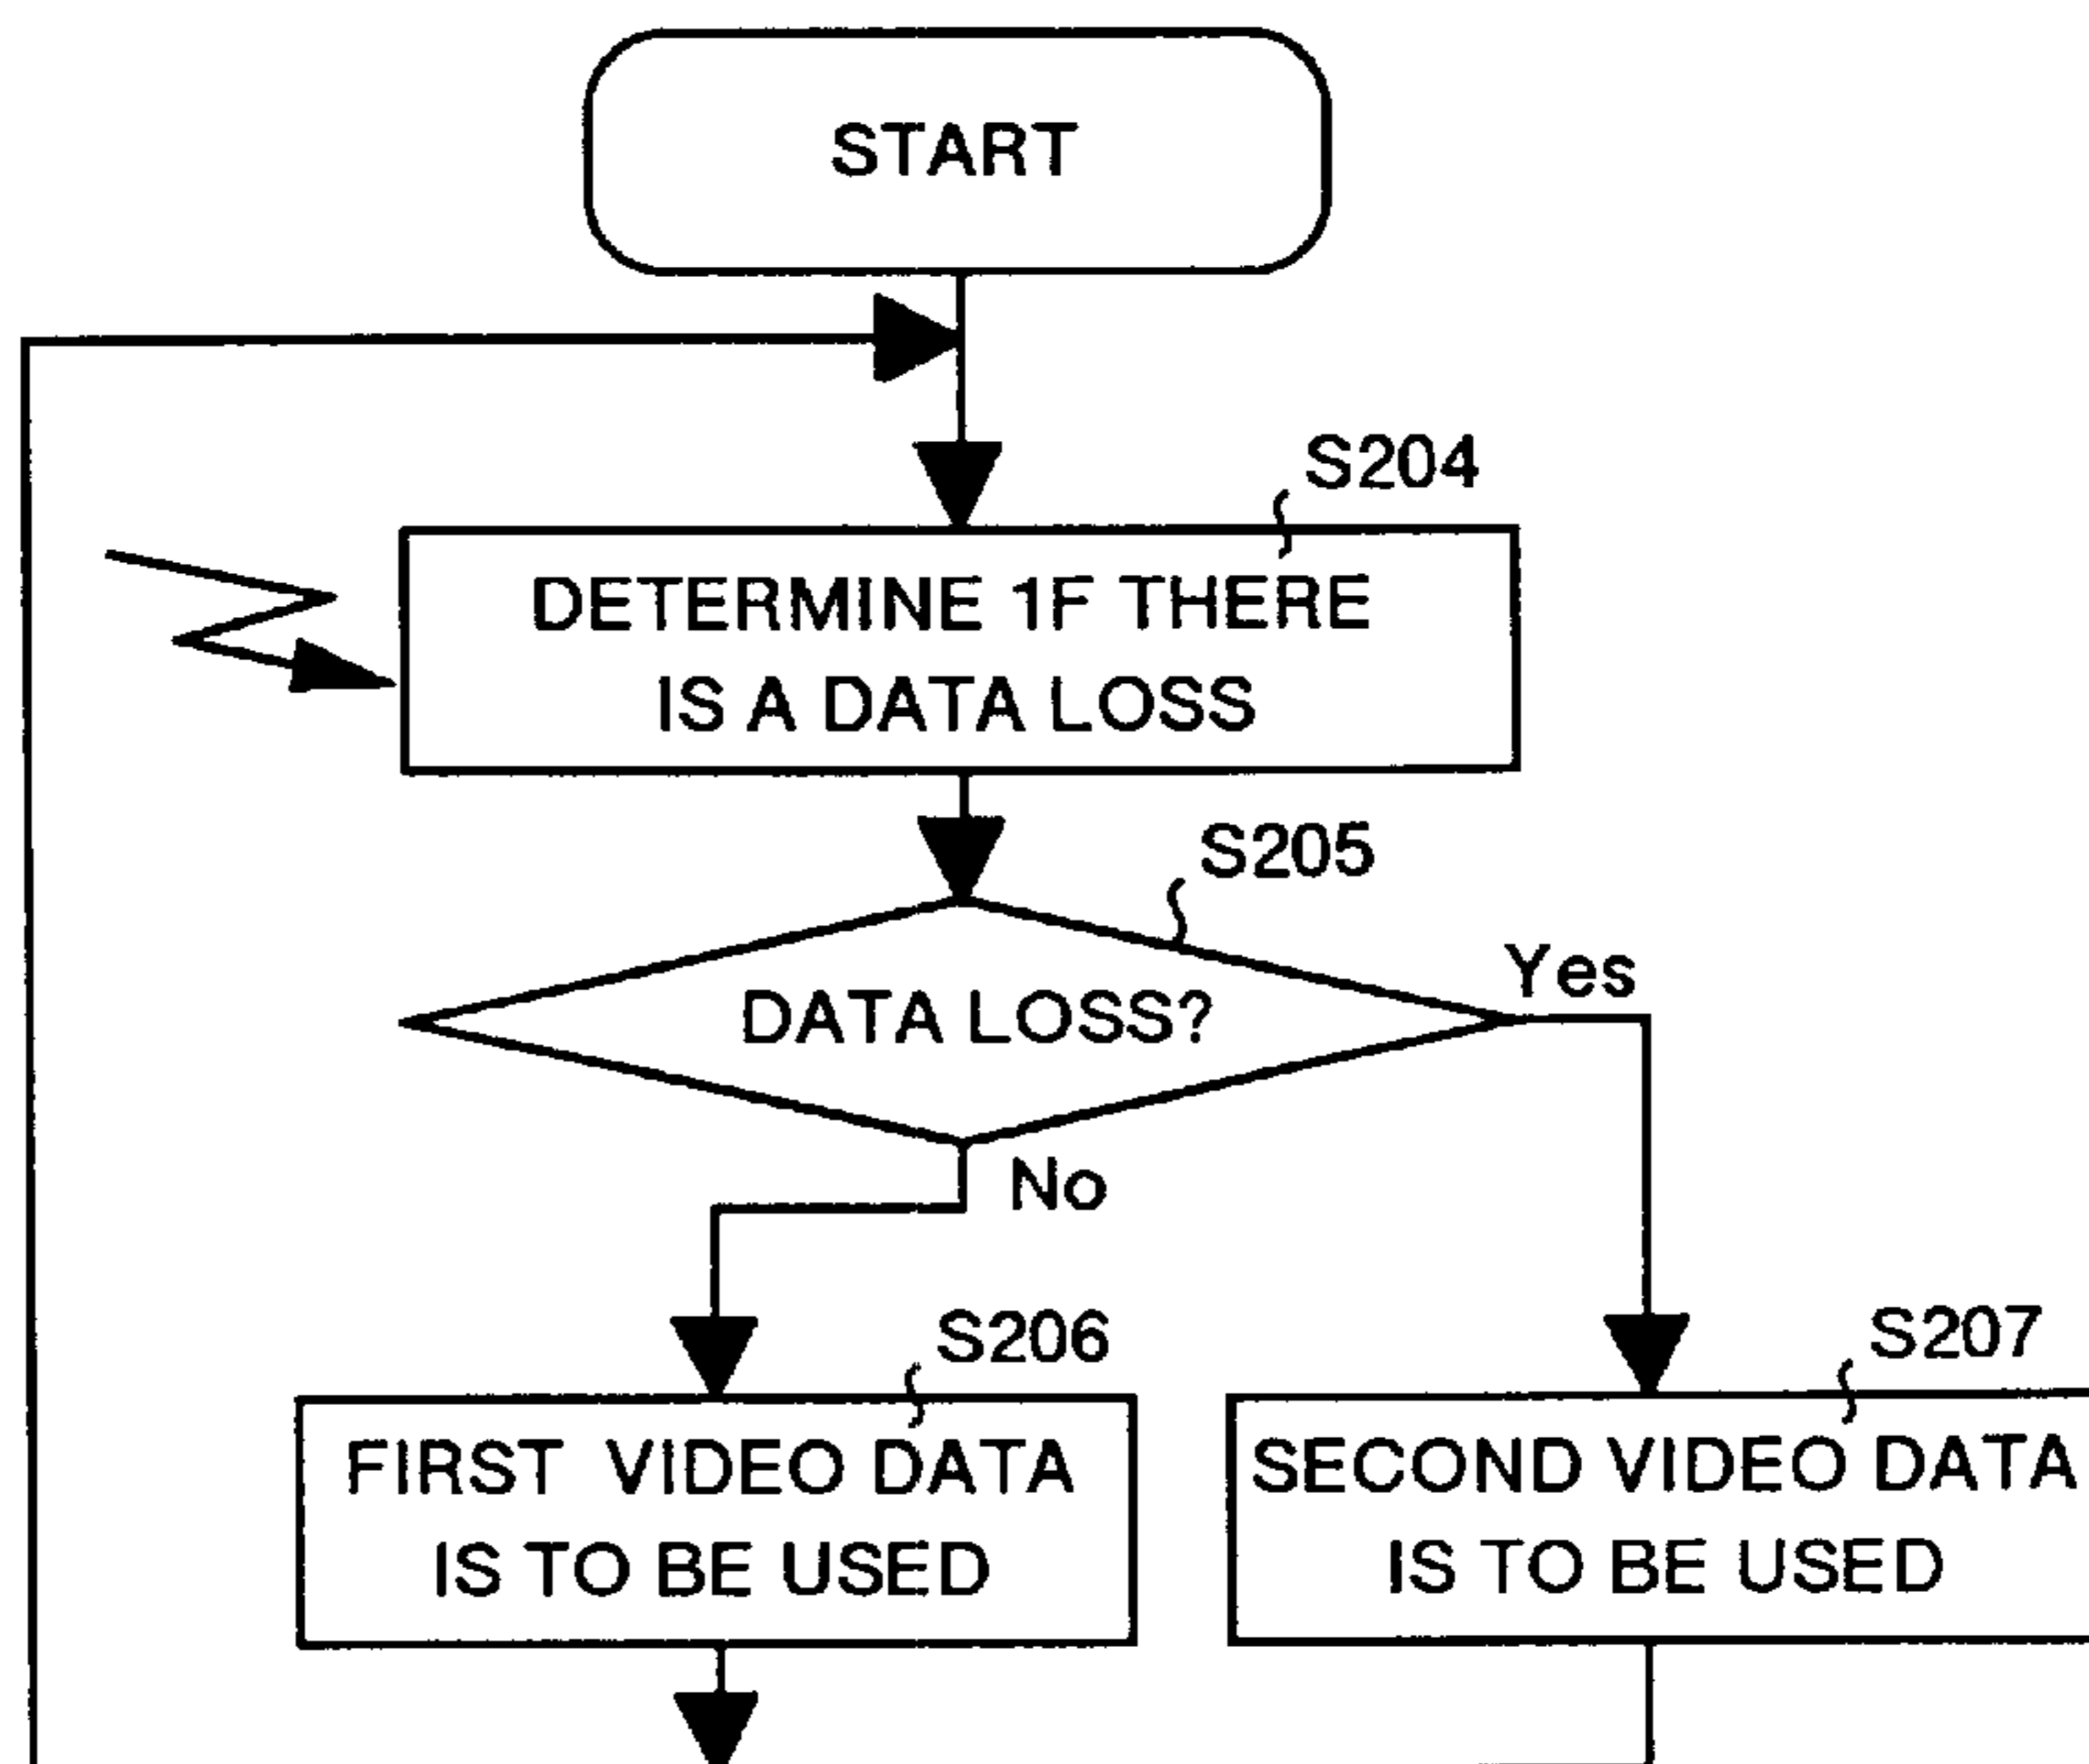 START
S204
DETERMINE 1F THERE
IS A DATA LOSS
S205
DATA LOSS?
Yes
No
S206
FIRST VIDEO DATA
IS TO BE USED
S207
SECOND VIDEO DATA
IS TO BE USED